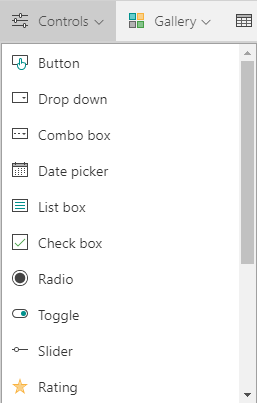 Controls Gallery
Button
Drop down
Combo box
Date picker
List box
Check box
Radio
Toggle
Slider
Rating